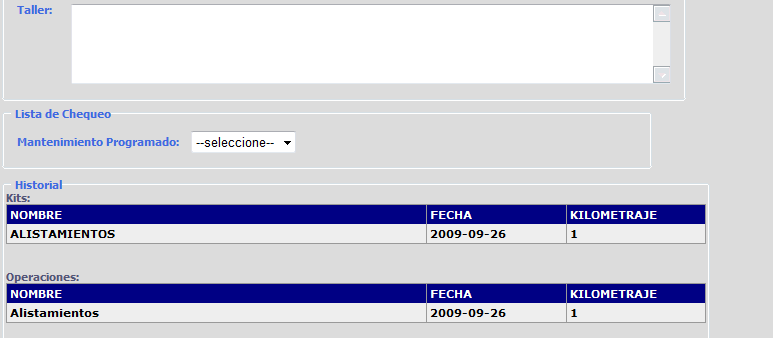 Taller:
Lista de Chequeo
Mantenimiento Programado: --seleccione--
Historial
Kits:
NOMBRE FECHA KILOMETRAJE
ALISTAMIENTOS 2009-09-26 1
Operaciones:
NOMBRE FECHA KILOMETRAJE
Alistamientos 2009-09-26 1